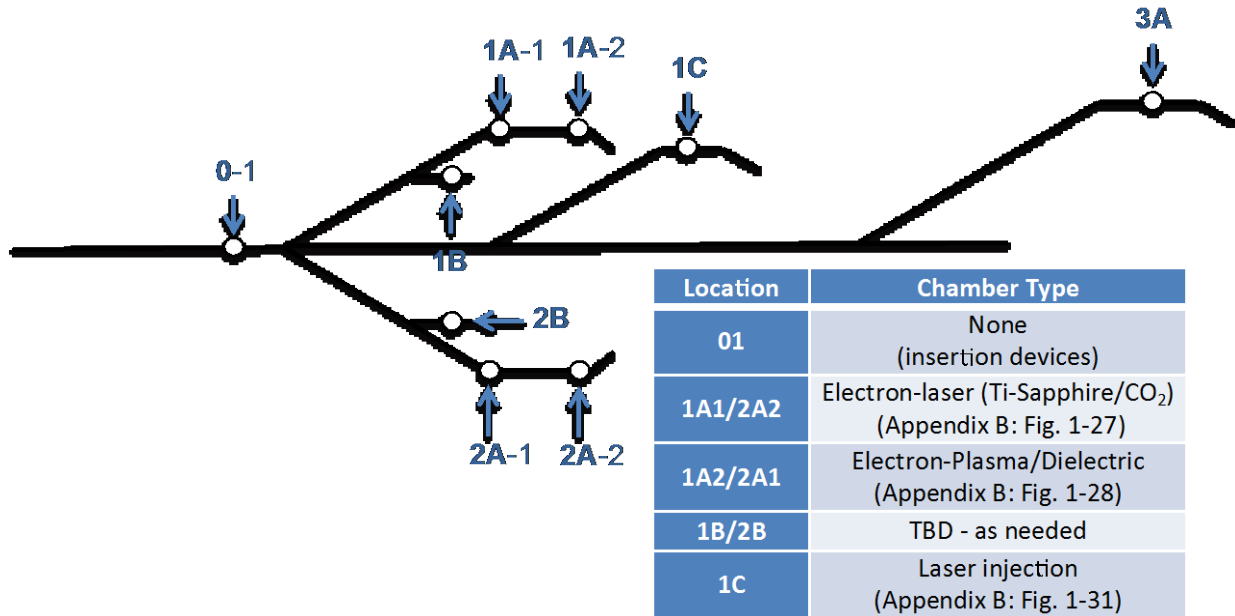 3A
1A-1 1A-2
1C
0-1
1B
2B
2A-1 2A-2
Location Chamber Type
01 None
(insertion devices)
1A1/2A2 Electron-laser (Ti-Sapphire/CO₂)
(Appendix B: Fig. 1-27)
1A2/2A1 Electron-Plasma/Dielectric
(Appendix B: Fig. 1-28)
1B/2B TBD - as needed
1C Laser injection
(Appendix B: Fig. 1-31)